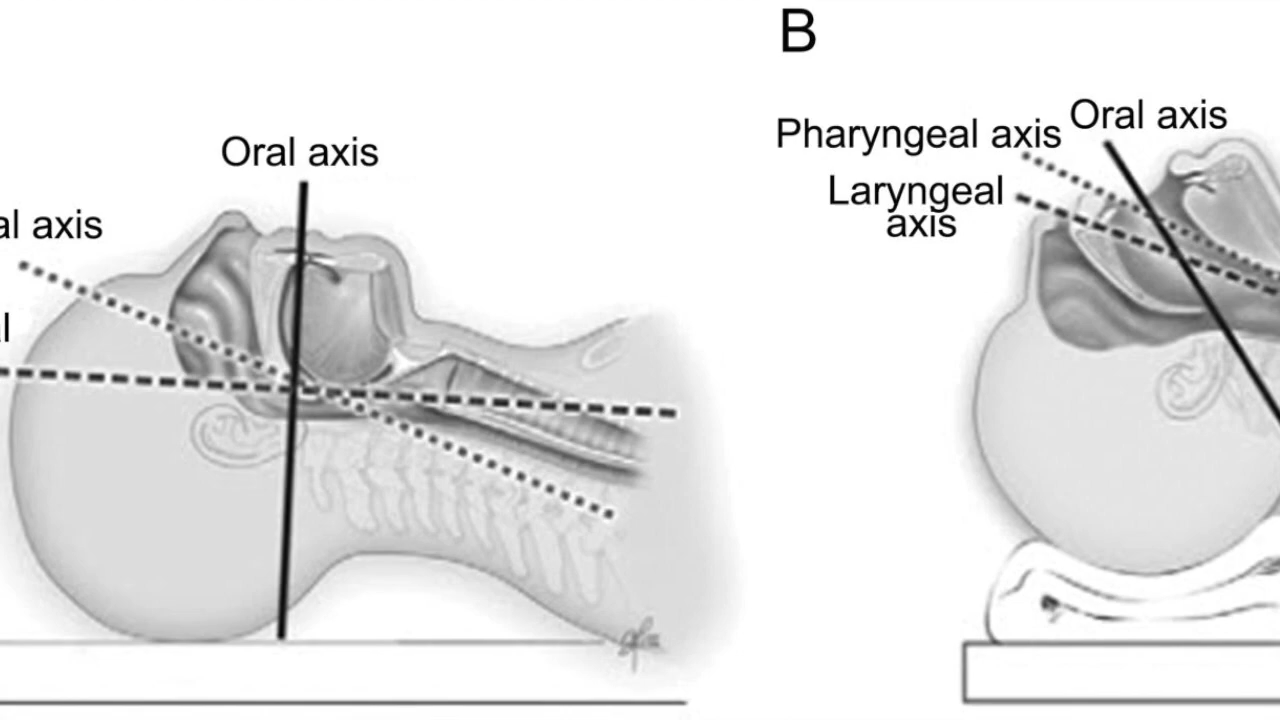 B
Oral axis
al axis
l
Pharyngeal axis
Oral axis
Laryngeal
axis